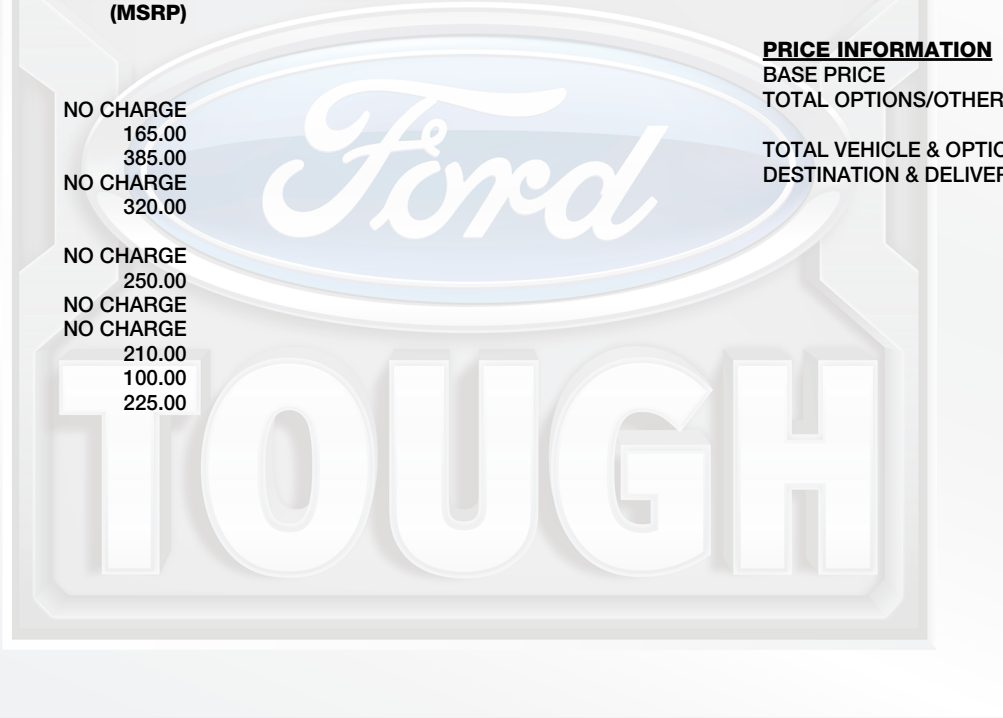 (MSRP)
NO CHARGE
165.00
385.00
NO CHARGE
320.00
NO CHARGE
250.00
NO CHARGE
NO CHARGE
210.00
100.00
225.00
PRICE INFORMATION
BASE PRICE
TOTAL OPTIONS/OTHER
TOTAL VEHICLE & OPTIO
DESTINATION & DELIVER
Ford
TOUGH